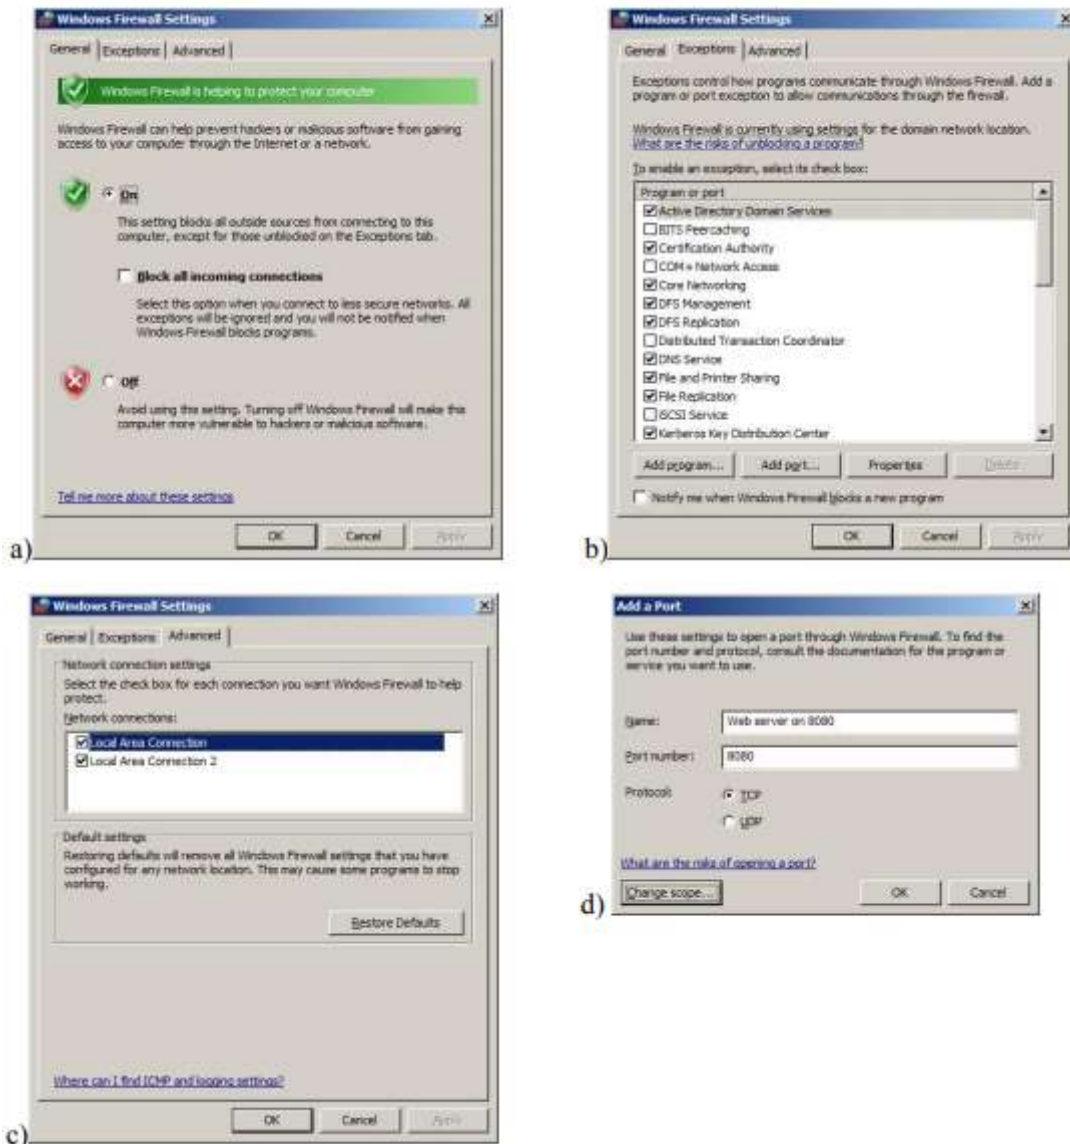 Windows Firewall Settings
General Exceptions Advanced
Windows Firewall is helping to protect your computer
Windows Firewall can help prevent hackers or malicious software from gaining
access to your computer through the Internet or a network.
On
This setting blocks all outside sources from connecting to this
computer, except for those unblocked on the Exceptions tab.
Block all incoming connections
Select this option when you connect to less secure networks. All
exceptions will be ignored and you will not be notified when
Windows Firewall blocks programs.
Off
Avoid using this setting. Turning off Windows Firewall will make this
computer more vulnerable to hackers or malicious software.
Tell me more about these settings
OK Cancel Apply
a)
Windows Firewall Settings
General Exceptions Advanced
Exceptions control how programs communicate through Windows Firewall. Add a
program or port exception to allow communications through the firewall.
Windows Firewall is currently using settings for the domain network location.
What are the risks of unblocking a program?
To enable an exception, select its check box:
Program or port
Active Directory Domain Services
BITS Peercaching
Certification Authority
COM+ Network Access
Core Networking
DFS Management
DFS Replication
Distributed Transaction Coordinator
DNS Service
File and Printer Sharing
File Replication
iSCSI Service
Kerberos Key Distribution Center
Add program... Add port... Properties Delete
Notify me when Windows Firewall blocks a new program
OK Cancel Apply
b)
Windows Firewall Settings
General Exceptions Advanced
Network connection settings
Select the check box for each connection you want Windows Firewall to help
protect.
Network connections:
Local Area Connection
Local Area Connection 2
Default settings
Restoring defaults will remove all Windows Firewall settings that you have
configured for any network location. This may cause some programs to stop
working.
Restore Defaults
Where can I find ICMP and logging settings?
OK Cancel Apply
c)
Add a Port
Use these settings to open a port through Windows Firewall. To find the
port number and protocol, consult the documentation for the program or
service you want to use.
Name: Web server on 8080
Port number: 8080
Protocol: TCP
UDP
What are the risks of opening a port?
Change scope... OK Cancel
d)